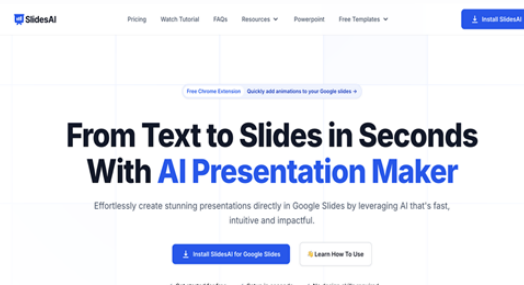 SlidesAI
Pricing Watch Tutorial FAQs Resources Powerpoint Free Templates
Install SlidesAI
Free Chrome Extension Quickly add animations to your Google slides →
From Text to Slides in Seconds
With AI Presentation Maker
Effortlessly create stunning presentations directly in Google Slides by leveraging AI that's fast,
intuitive and impactful.
Install SlidesAI for Google Slides
👋Learn How To Use